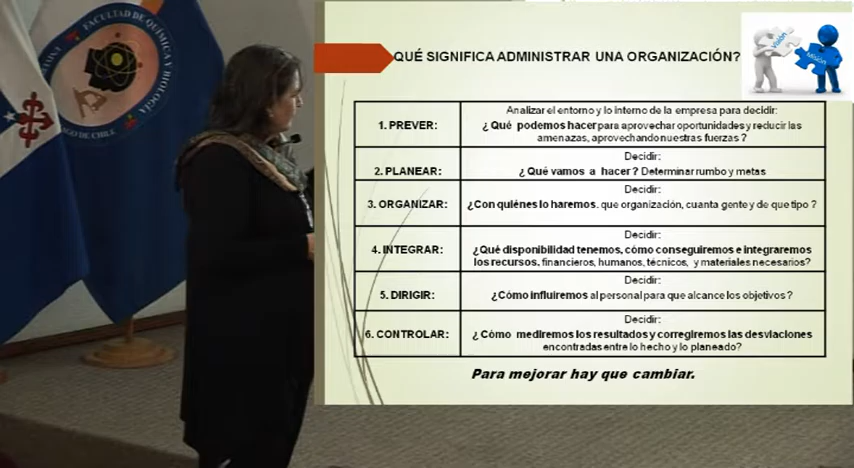 FACULTAD DE QUÍMICA Y BIOLOGÍA
AGO DE CHILE
QUÉ SIGNIFICA ADMINISTRAR UNA ORGANIZACIÓN?
Visión
Misión
1. PREVER:
Analizar el entorno y lo interno de la empresa para decidir:
¿Qué podemos hacer para aprovechar oportunidades y reducir las
amenazas, aprovechando nuestras fuerzas?
2. PLANEAR:
Decidir:
¿Qué vamos a hacer? Determinar rumbo y metas
3. ORGANIZAR:
Decidir:
¿Con quiénes lo haremos. que organización, cuanta gente y de que tipo?
4. INTEGRAR:
Decidir:
¿Qué disponibilidad tenemos, cómo conseguiremos e integraremos
los recursos. financieros, humanos, técnicos, y materiales necesarios?
5. DIRIGIR:
Decidir:
¿Cómo influiremos al personal para que alcance los objetivos?
6. CONTROLAR:
Decidir:
¿Cómo mediremos los resultados y corregiremos las desviaciones
encontradas entre lo hecho y lo planeado?
Para mejorar hay que cambiar.